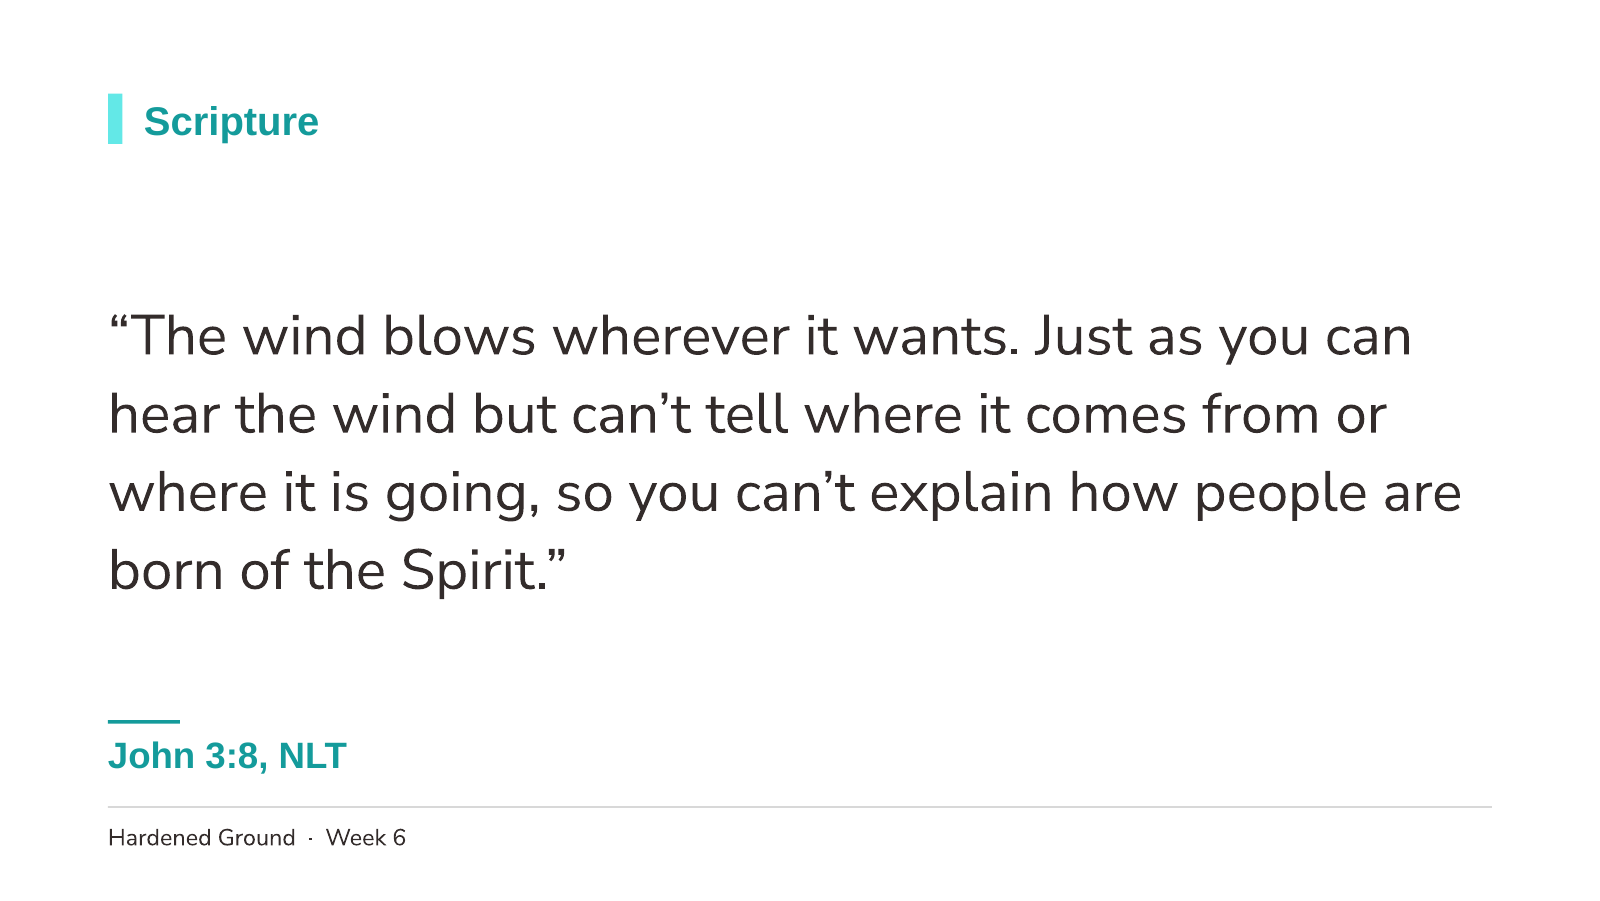 Scripture
“The wind blows wherever it wants. Just as you can
hear the wind but can’t tell where it comes from or
where it is going, so you can’t explain how people are
born of the Spirit.”
John 3:8, NLT
Hardened Ground · Week 6